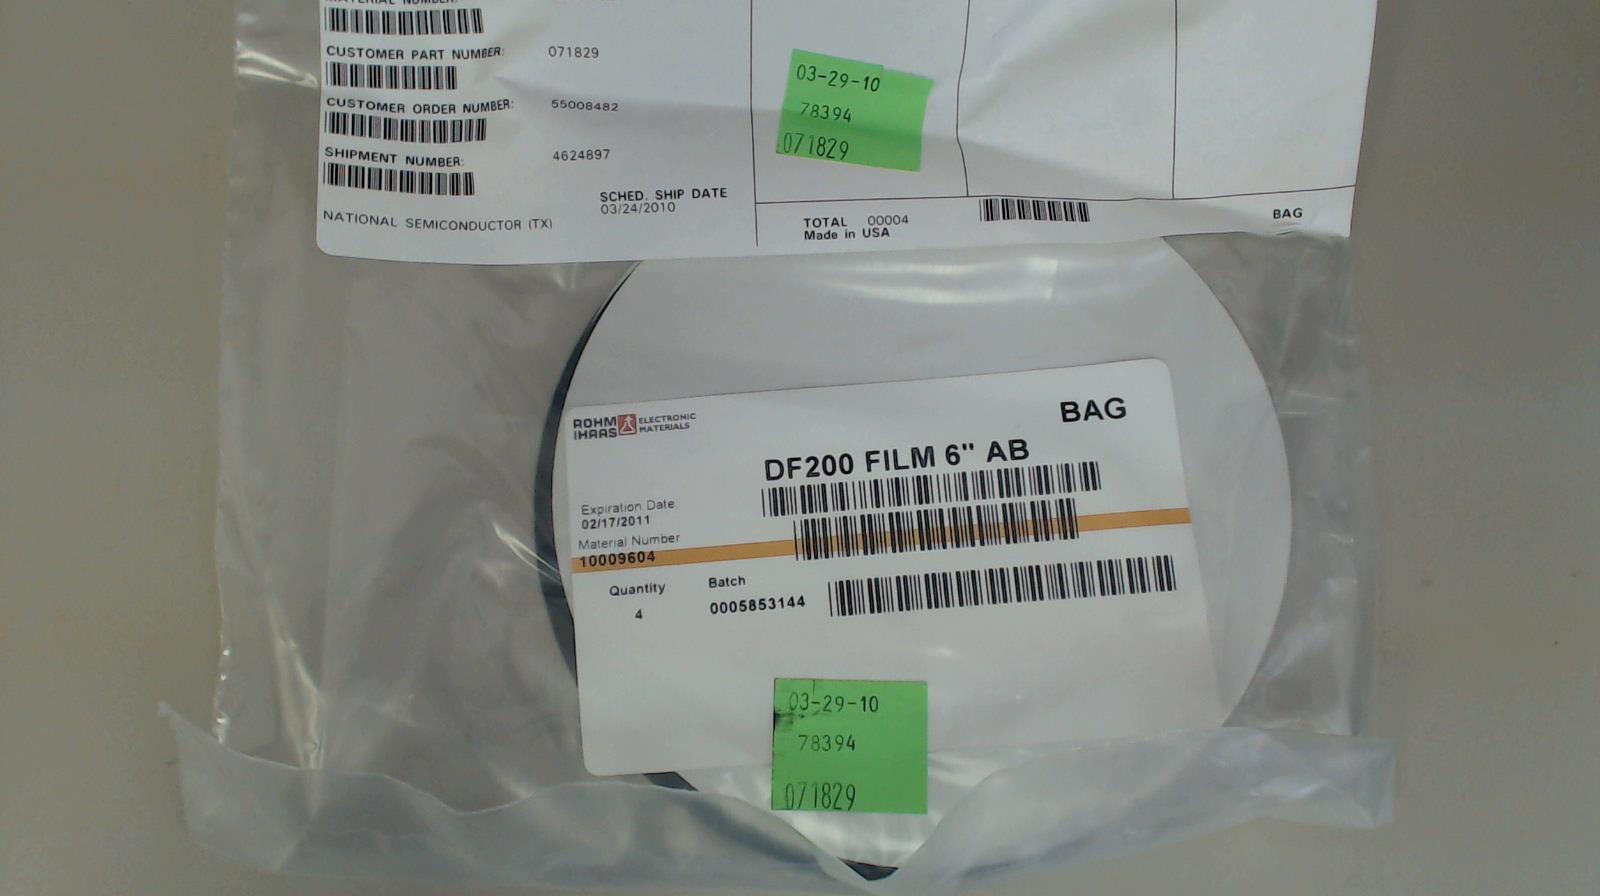 MATERIAL NUMBER:
CUSTOMER PART NUMBER: 071829
CUSTOMER ORDER NUMBER: 55008482
SHIPMENT NUMBER: 4624897
SCHED. SHIP DATE
03/24/2010
NATIONAL SEMICONDUCTOR (TX)
03-29-10
78394
071829
TOTAL 00004
Made in USA
BAG
ROHM
HAAS
ELECTRONIC
MATERIALS
BAG
DF200 FILM 6" AB
Expiration Date
02/17/2011
Material Number
10009604
Quantity
4
Batch
0005853144
03-29-10
78394
071829